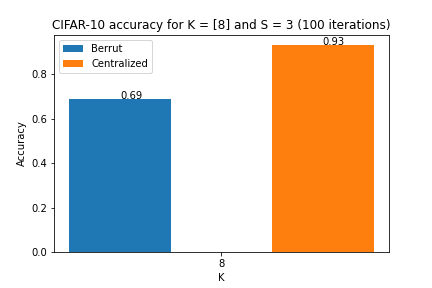 CIFAR-10 accuracy for K = [8] and S = 3 (100 iterations)
Berrut
Centralized
0.69
0.93
0.8
0.6
0.4
0.2
0.0
Accuracy
8
K